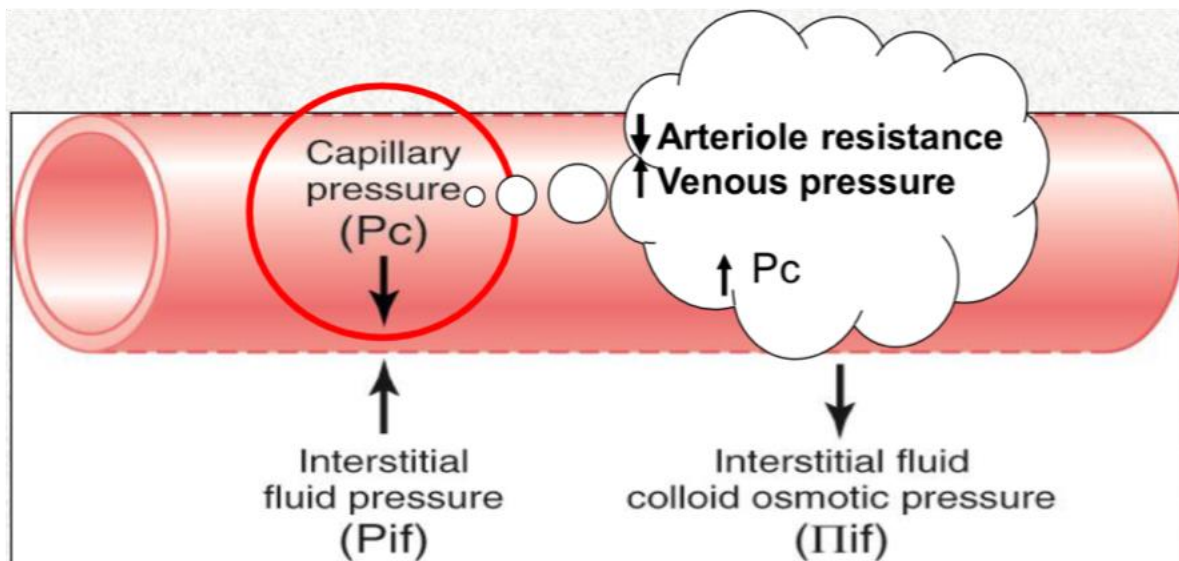 Capillary
pressure
(Pc)
↓ Arteriole resistance
↑ Venous pressure
↑ Pc
Interstitial
fluid pressure
(Pif)
Interstitial fluid
colloid osmotic pressure
(Πif)